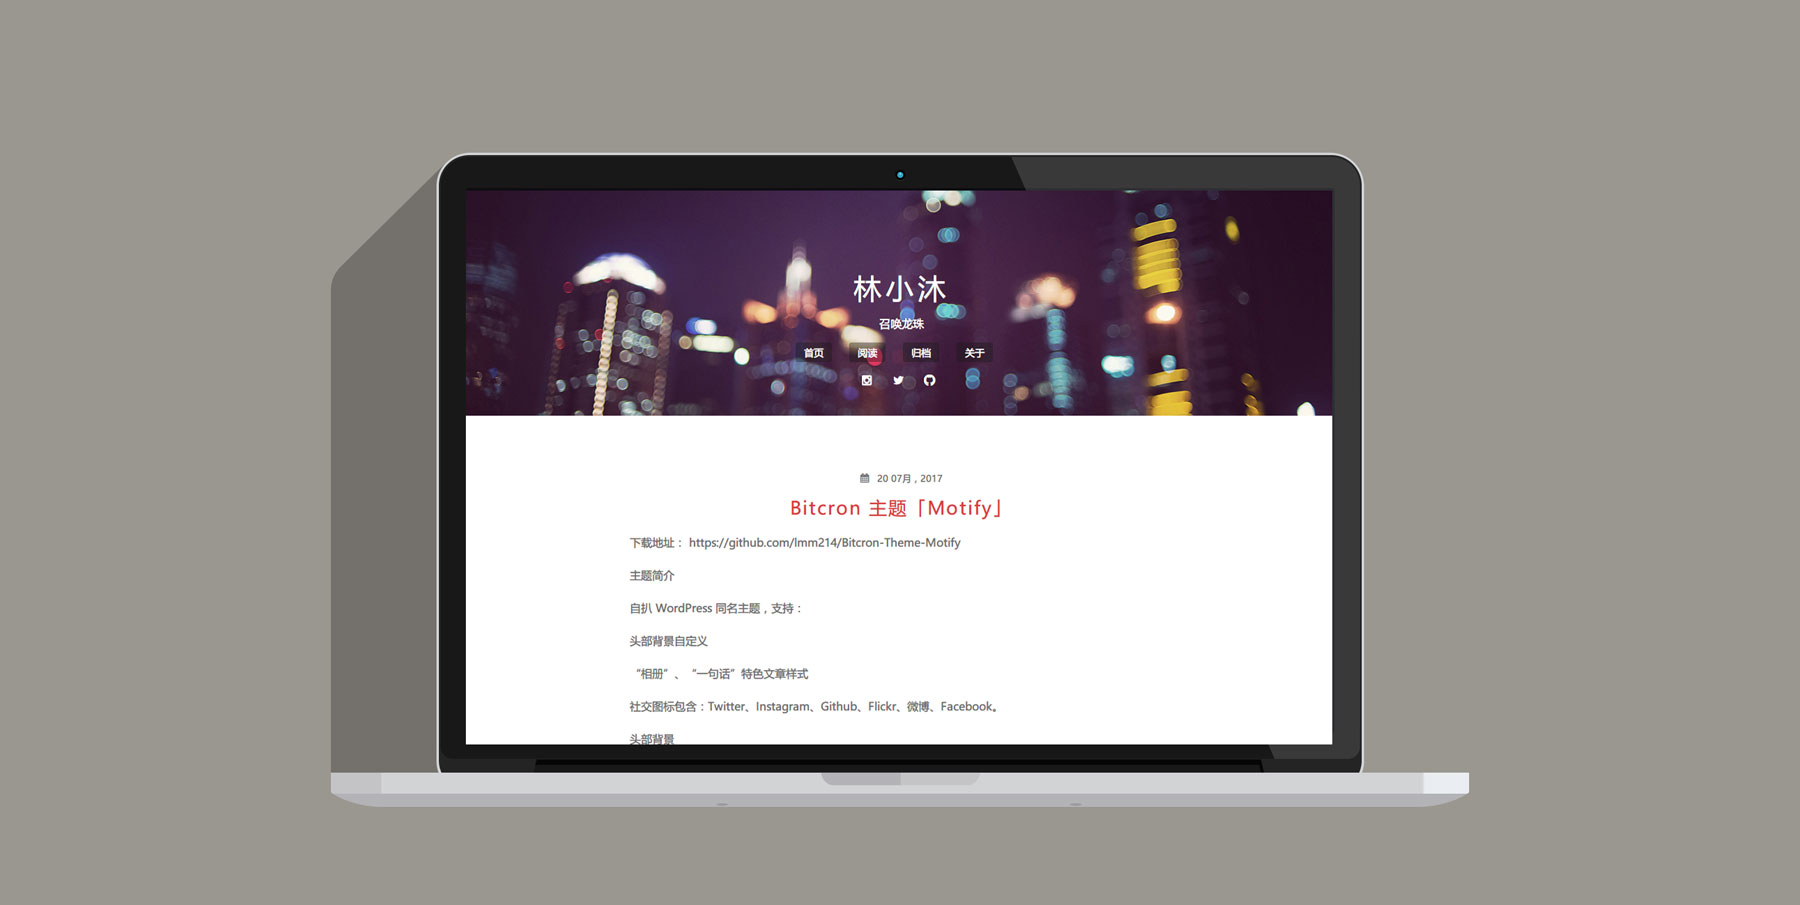 林小沐
召唤龙珠
首页 阅读 归档 关于
20 07月 , 2017
Bitcron 主题「Motify」
下载地址： https://github.com/lmm214/Bitcron-Theme-Motify
主题简介
自扒 WordPress 同名主题，支持：
头部背景自定义
“相册”、“一句话”特色文章样式
社交图标包含：Twitter、Instagram、Github、Flickr、微博、Facebook。
头部背景